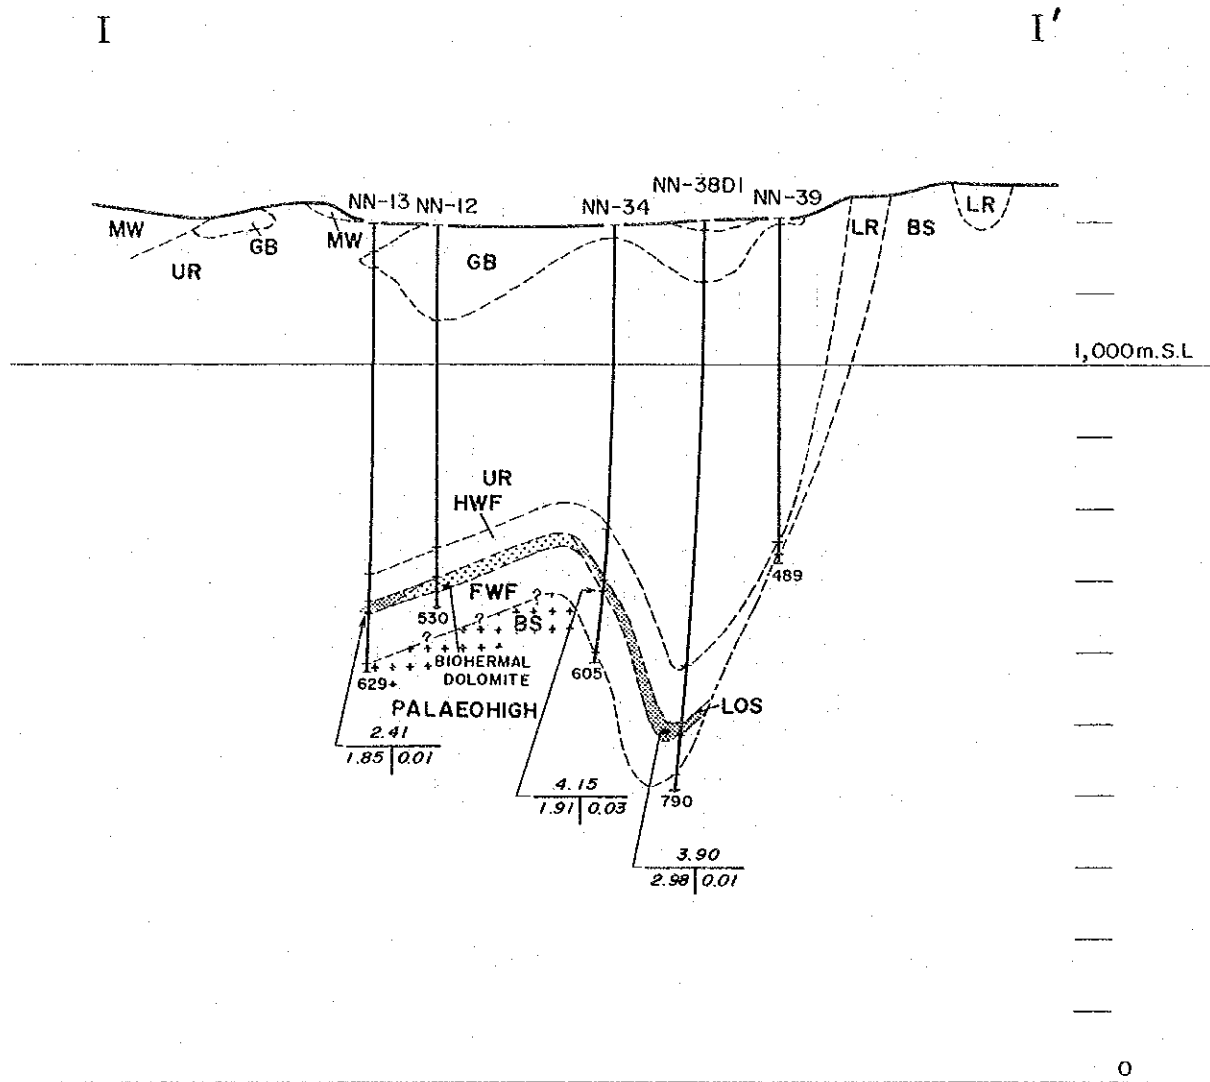 I
I'
NN-13
NN-12
NN-34
NN-38D1
NN-39
MW
UR
GB
MW
GB
LR
BS
LR
1,000m.S.L
UR
HWF
FWF
BS
?
?
?
530
629+
605
489
790
BIOHERMAL
DOLOMITE
PALAEOHIGH
LOS
2.41
1.85 0.01
4.15
1.91 0.03
3.90
2.98 0.01
0